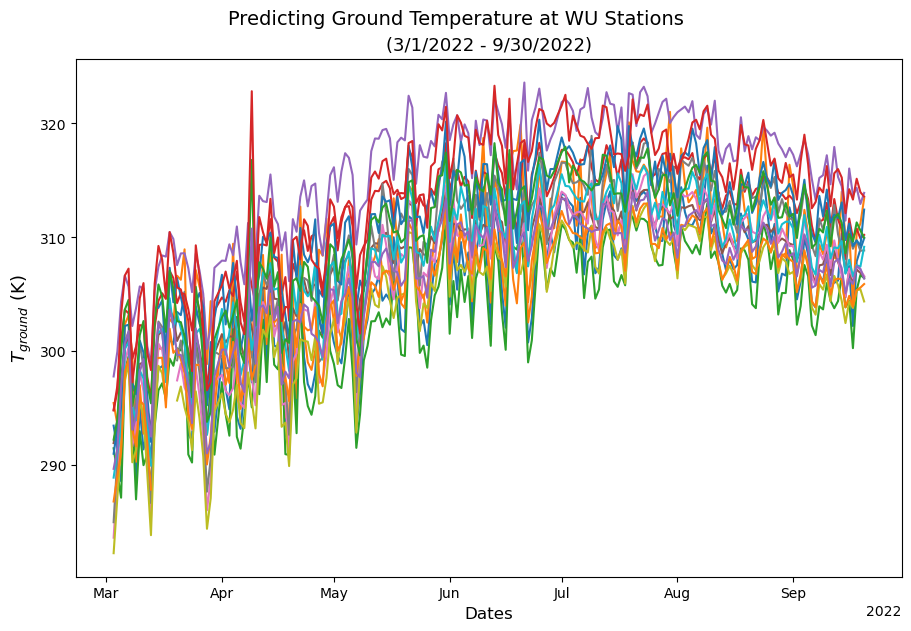 Predicting Ground Temperature at WU Stations
(3/1/2022 - 9/30/2022)
320
310
300
290
T_ground (K)
Mar Apr May Jun Jul Aug Sep
2022
Dates